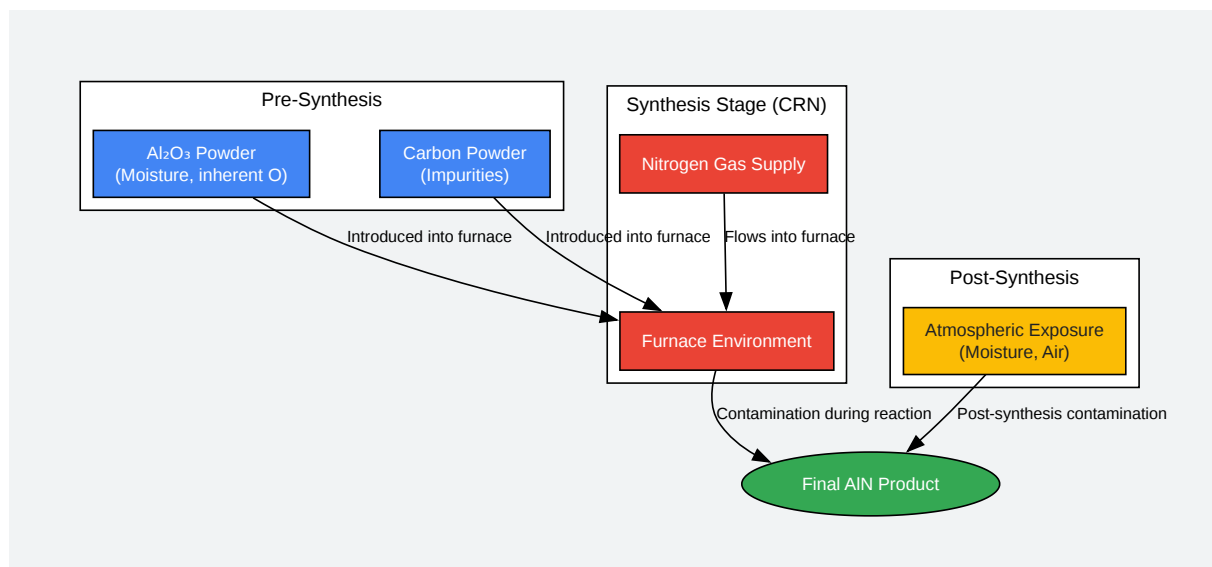 Pre-Synthesis
Al₂O₃ Powder
(Moisture, inherent O)
Carbon Powder
(Impurities)
Synthesis Stage (CRN)
Nitrogen Gas Supply
Introduced into furnace
Introduced into furnace
Flows into furnace
Furnace Environment
Post-Synthesis
Atmospheric Exposure
(Moisture, Air)
Contamination during reaction
Post-synthesis contamination
Final AlN Product